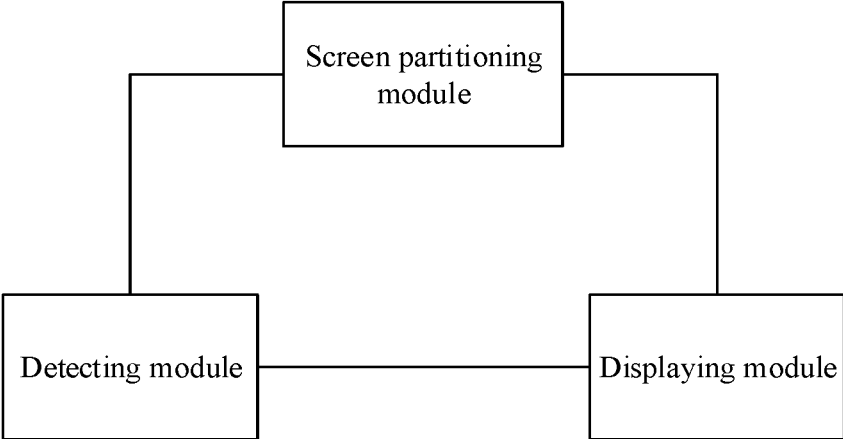 Screen partitioning
module
Detecting module
Displaying module